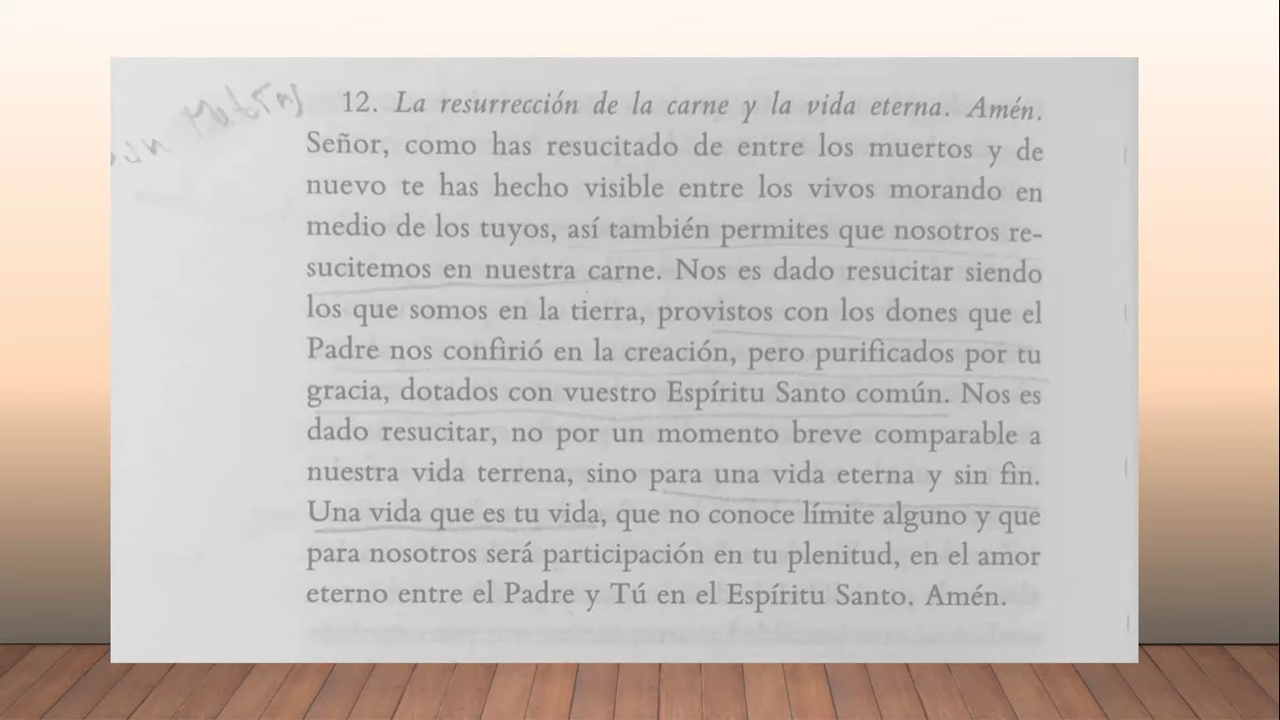 12. La resurrección de la carne y la vida eterna. Amén.
Señor, como has resucitado de entre los muertos y de
nuevo te has hecho visible entre los vivos morando en
medio de los tuyos, así también permites que nosotros re-
sucitemos en nuestra carne. Nos es dado resucitar siendo
los que somos en la tierra, provistos con los dones que el
Padre nos confirió en la creación, pero purificados por tu
gracia, dotados con vuestro Espíritu Santo común. Nos es
dado resucitar, no por un momento breve comparable a
nuestra vida terrena, sino para una vida eterna y sin fin.
Una vida que es tu vida, que no conoce límite alguno y que
para nosotros será participación en tu plenitud, en el amor
eterno entre el Padre y Tú en el Espíritu Santo. Amén.